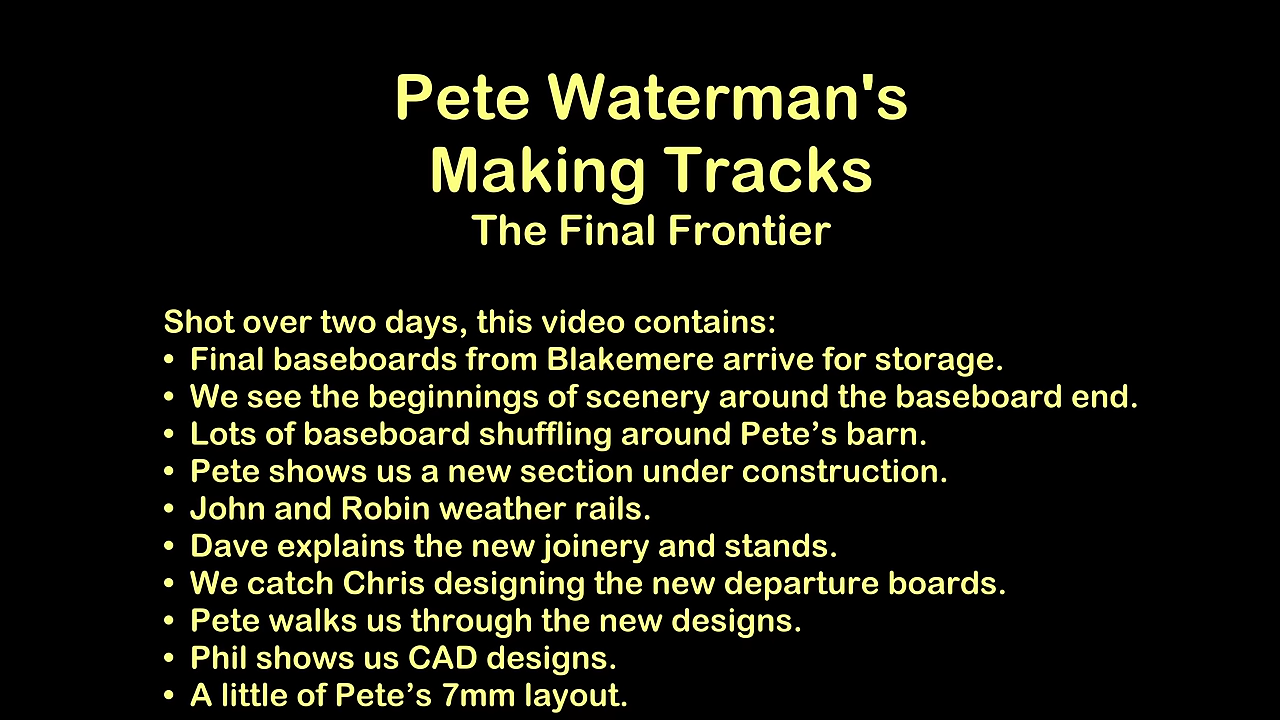 Pete Waterman's
Making Tracks
The Final Frontier
Shot over two days, this video contains:
• Final baseboards from Blakemere arrive for storage.
• We see the beginnings of scenery around the baseboard end.
• Lots of baseboard shuffling around Pete’s barn.
• Pete shows us a new section under construction.
• John and Robin weather rails.
• Dave explains the new joinery and stands.
• We catch Chris designing the new departure boards.
• Pete walks us through the new designs.
• Phil shows us CAD designs.
• A little of Pete’s 7mm layout.